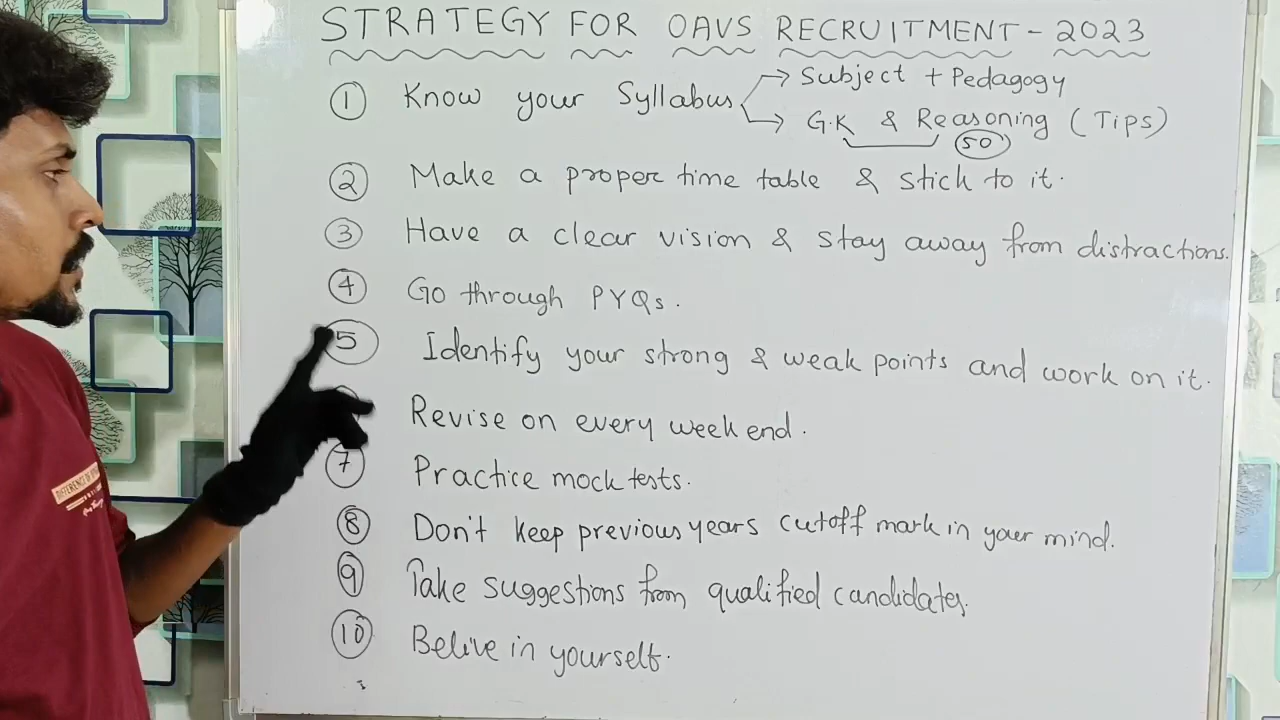 STRATEGY FOR OAVS RECRUITMENT - 2023
① Know your Syllabus → Subject + Pedagogy
→ G.K & Reasoning (Tips)
50
② Make a proper time table & stick to it.
③ Have a clear vision & stay away from distractions.
④ Go through PYQs.
⑤ Identify your strong & weak points and work on it.
Revise on every week end.
⑦ Practice mock tests.
⑧ Don't keep previous years cutoff mark in your mind.
⑨ Take suggestions from qualified candidates.
⑩ Belive in yourself.